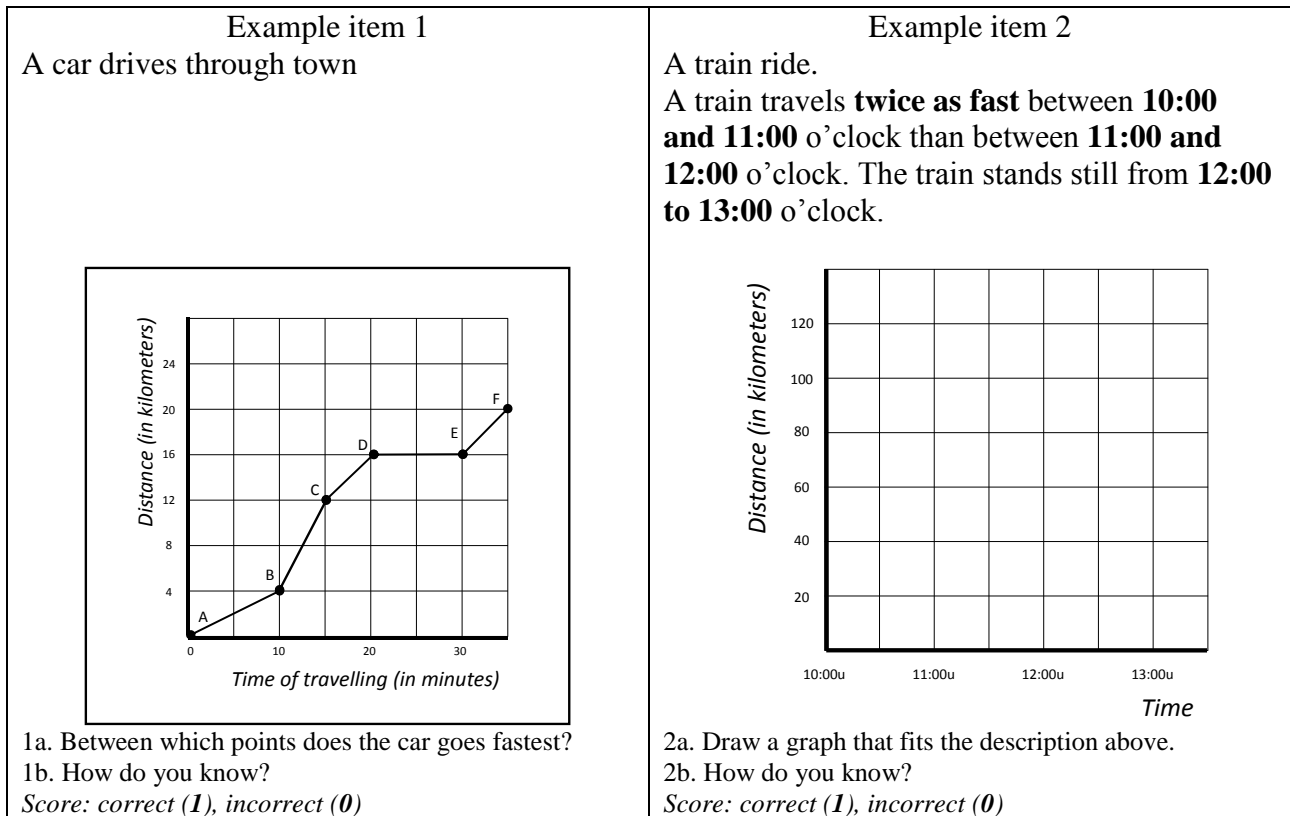 Example item 1
A car drives through town
Distance (in kilometers)
24
20
16
12
8
4
A
B
C
D
E
F
0 10 20 30
Time of travelling (in minutes)
1a. Between which points does the car goes fastest?
1b. How do you know?
Score: correct (1), incorrect (0)
Example item 2
A train ride.
A train travels twice as fast between 10:00
and 11:00 o’clock than between 11:00 and
12:00 o’clock. The train stands still from 12:00
to 13:00 o’clock.
Distance (in kilometers)
120
100
80
60
40
20
10:00u 11:00u 12:00u 13:00u
Time
2a. Draw a graph that fits the description above.
2b. How do you know?
Score: correct (1), incorrect (0)